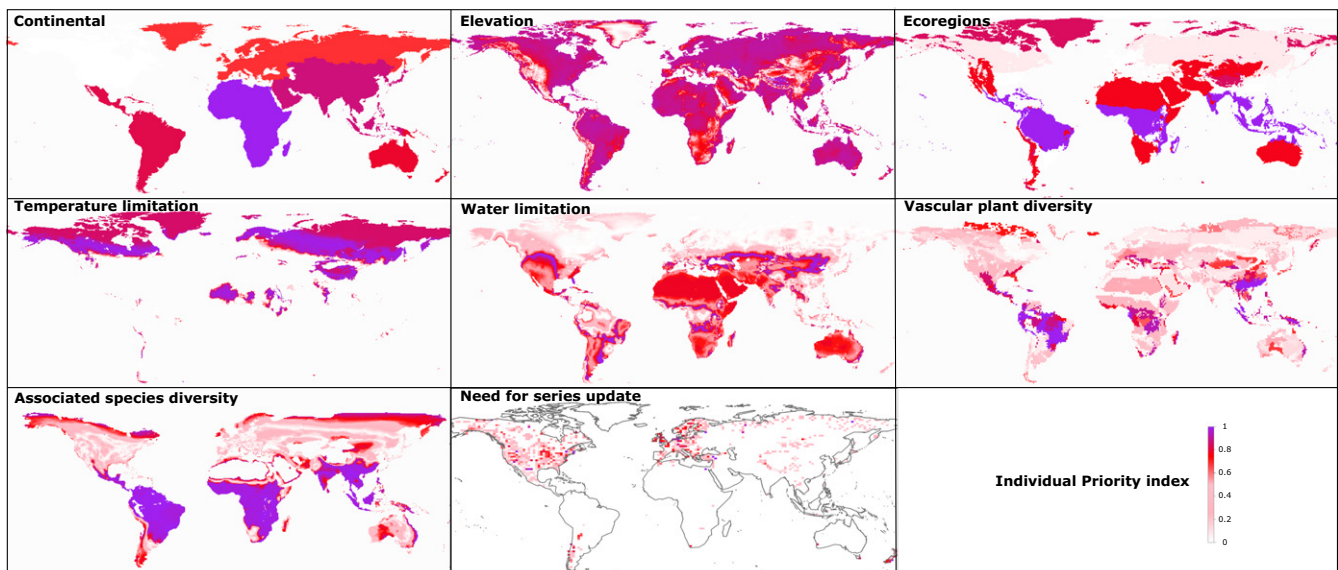 Continental
Elevation
Ecoregions
Temperature limitation
Water limitation
Vascular plant diversity
Associated species diversity
Need for series update
Individual Priority index
1
0.8
0.6
0.4
0.2
0